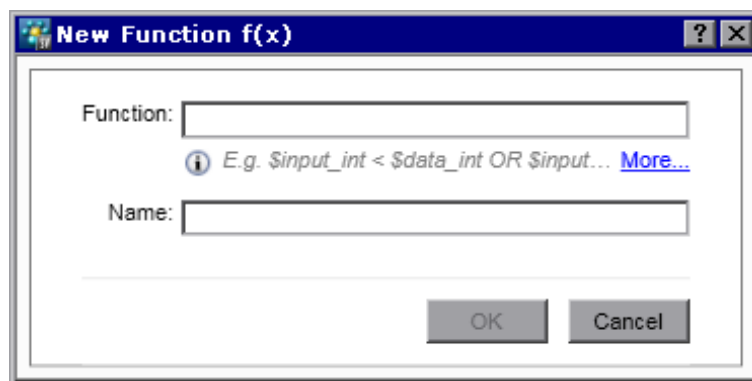 New Function f(x)
Function:
E.g. $input_int < $data_int OR $input... More...
Name:
OK Cancel